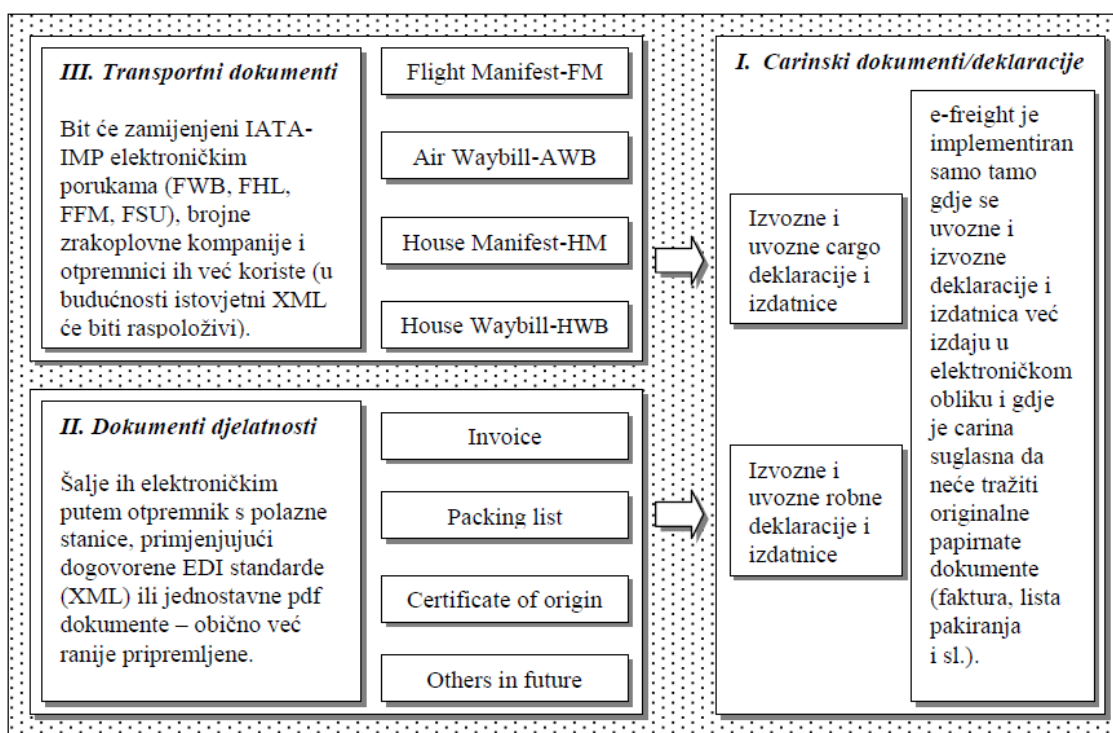 III. Transportni dokumenti
Bit će zamijenjeni IATA-
IMP elektroničkim
porukama (FWB, FHL,
FFM, FSU), brojne
zrakoplovne kompanije i
otpremnici ih već koriste (u
budućnosti istovjetni XML
će biti raspoloživi).
Flight Manifest-FM
Air Waybill-AWB
House Manifest-HM
House Waybill-HWB
II. Dokumenti djelatnosti
Šalje ih elektroničkim
putem otpremnik s polazne
stanice, primjenjujući
dogovorene EDI standarde
(XML) ili jednostavne pdf
dokumente – obično već
ranije pripremljene.
Invoice
Packing list
Certificate of origin
Others in future
I. Carinski dokumenti/deklaracije
Izvozne i
uvozne cargo
deklaracije i
izdatnice
Izvozne i
uvozne robne
deklaracije i
izdatnice
e-freight je
implementiran
samo tamo
gdje se
uvozne i
izvozne
deklaracije i
izdatnica već
izdaju u
elektroničkom
obliku i gdje
je carina
suglasna da
neće tražiti
originalne
papirnate
dokumente
(faktura, lista
pakiranja
i sl.).